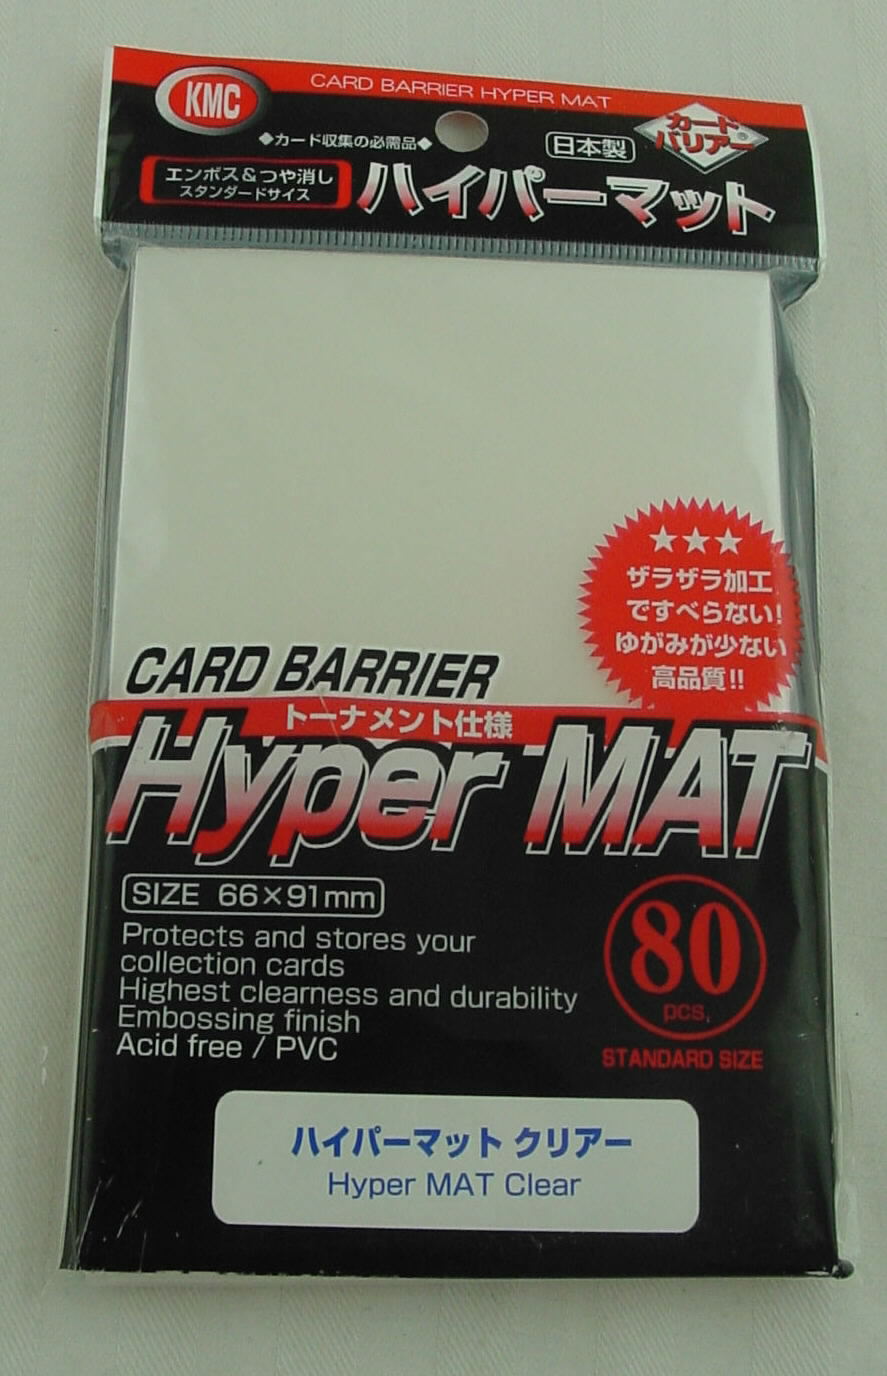 KMC
CARD BARRIER HYPER MAT
◆カード収集の必需品◆
日本製
カード
バリアー
エンボス&つや消し
スタンダードサイズ
ハイパーマット
★★★
ザラザラ加工
ですべらない!
ゆがみが少ない
高品質!!
CARD BARRIER
トーナメント仕様
Hyper MAT
SIZE 66×91mm
Protects and stores your
collection cards
Highest clearness and durability
Embossing finish
Acid free / PVC
80
pcs.
STANDARD SIZE
ハイパーマット クリアー
Hyper MAT Clear